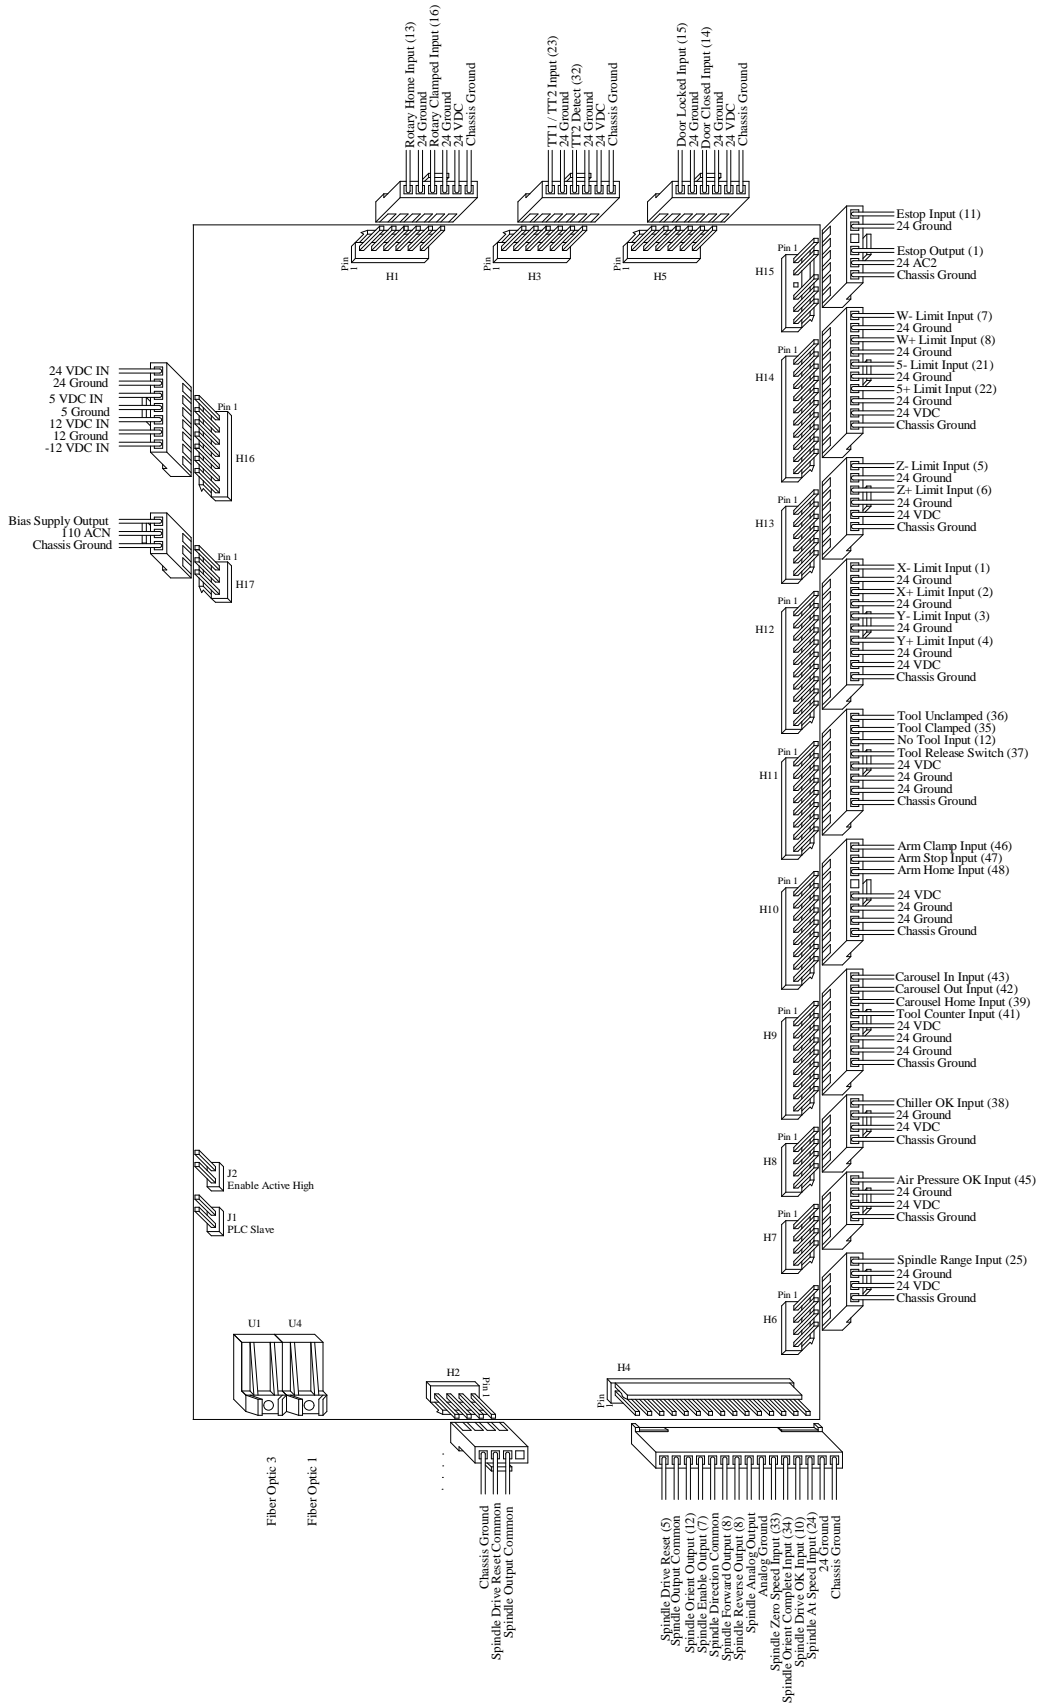 Rotary Home Input (13)
24 Ground
Rotary Clamped Input (16)
24 Ground
24 VDC
Chassis Ground
TT1 / TT2 Input (23)
24 Ground
TT2 Detect (32)
24 Ground
24 VDC
Chassis Ground
Door Locked Input (15)
24 Ground
Door Closed Input (14)
24 Ground
24 VDC
Chassis Ground
Pin 1
H1
Pin 1
H3
Pin 1
H5
Pin 1
H15
Estop Input (11)
24 Ground
Estop Output (1)
24 AC2
Chassis Ground
Pin 1
H14
W- Limit Input (7)
24 Ground
W+ Limit Input (8)
24 Ground
5- Limit Input (21)
24 Ground
5+ Limit Input (22)
24 Ground
24 VDC
Chassis Ground
24 VDC IN
24 Ground
5 VDC IN
5 Ground
12 VDC IN
12 Ground
-12 VDC IN
Pin 1
H16
Pin 1
H13
Z- Limit Input (5)
24 Ground
Z+ Limit Input (6)
24 Ground
24 VDC
Chassis Ground
Bias Supply Output
110 ACN
Chassis Ground
Pin 1
H17
Pin 1
H12
X- Limit Input (1)
24 Ground
X+ Limit Input (2)
24 Ground
Y- Limit Input (3)
24 Ground
Y+ Limit Input (4)
24 Ground
24 VDC
Chassis Ground
Pin 1
H11
Tool Unclamped (36)
Tool Clamped (35)
No Tool Input (12)
Tool Release Switch (37)
24 VDC
24 Ground
24 Ground
Chassis Ground
Pin 1
H10
Arm Clamp Input (46)
Arm Stop Input (47)
Arm Home Input (48)
24 VDC
24 Ground
24 Ground
Chassis Ground
Pin 1
H9
Carousel In Input (43)
Carousel Out Input (42)
Carousel Home Input (39)
Tool Counter Input (41)
24 VDC
24 Ground
24 Ground
Chassis Ground
Pin 1
H8
Chiller OK Input (38)
24 Ground
24 VDC
Chassis Ground
J2
Enable Active High
J1
PLC Slave
Pin 1
H7
Air Pressure OK Input (45)
24 Ground
24 VDC
Chassis Ground
Pin 1
H6
Spindle Range Input (25)
24 Ground
24 VDC
Chassis Ground
U1
U4
Fiber Optic 3
Fiber Optic 1
H2
Pin 1
Chassis Ground
Spindle Drive Reset Common
Spindle Output Common
H4
Pin 1
Spindle Drive Reset (5)
Spindle Output Common
Spindle Orient Output (12)
Spindle Enable Output (7)
Spindle Direction Common
Spindle Forward Output (8)
Spindle Reverse Output (8)
Spindle Analog Output
Analog Ground
Spindle Zero Speed Input (33)
Spindle Orient Complete Input (34)
Spindle Drive OK Input (10)
Spindle At Speed Input (24)
24 Ground
Chassis Ground